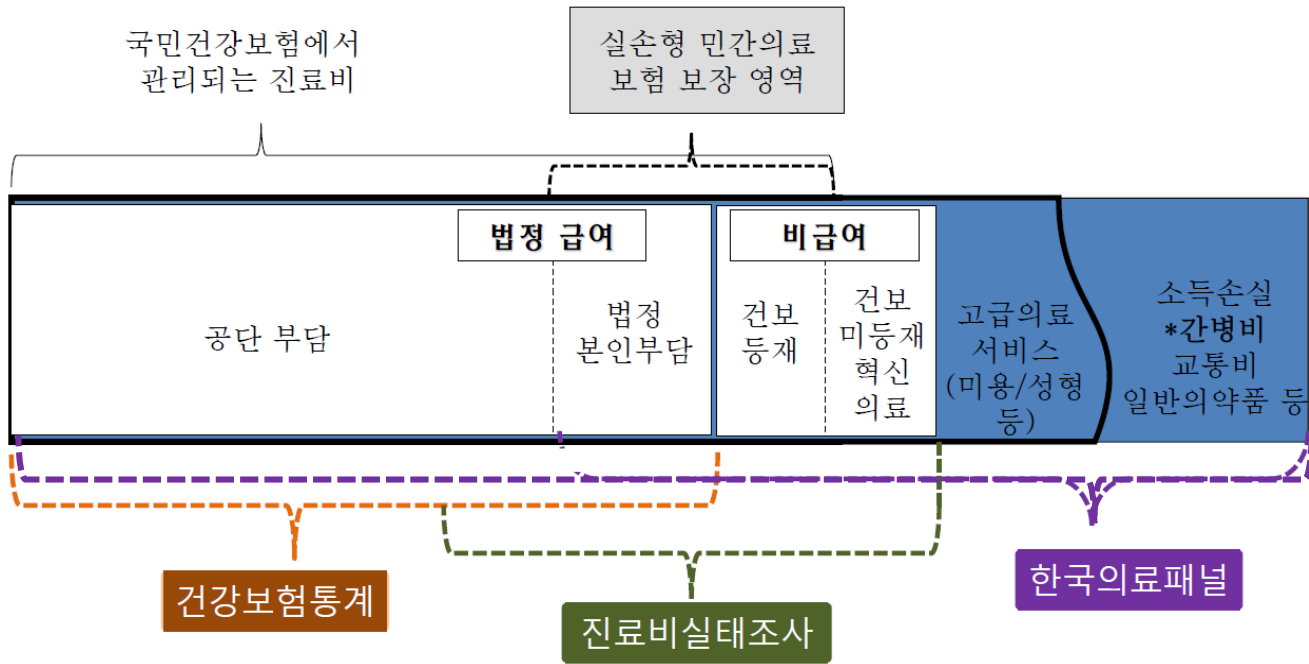 국민건강보험에서
관리되는 진료비
실손형 민간의료
보험 보장 영역
법정 급여
비급여
공단 부담
법정
본인부담
건보
등재
건보
미등재
혁신
의료
고급의료
서비스
(미용/성형
등)
소득손실
*간병비
교통비
일반의약품 등
건강보험통계
진료비실태조사
한국의료패널